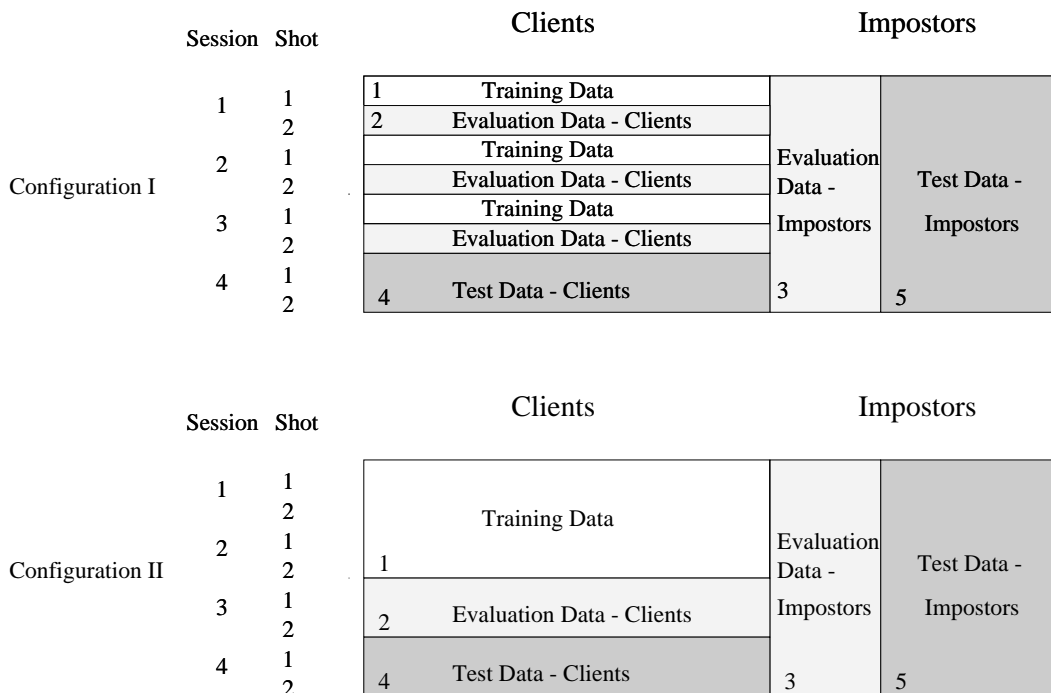 Clients Impostors
Session Shot
1 1 1 Training Data
2 2 Evaluation Data - Clients
2 1 Training Data Evaluation
Configuration I 2 Evaluation Data - Clients Data - Test Data -
3 1 Training Data Impostors Impostors
2 Evaluation Data - Clients
4 1
2 4 Test Data - Clients 3 5
Clients Impostors
Session Shot
1 1
2 Training Data
2 1 Evaluation
Configuration II 2 1 Data - Test Data -
3 1 Impostors Impostors
2 2 Evaluation Data - Clients
4 1
2 4 Test Data - Clients 3 5